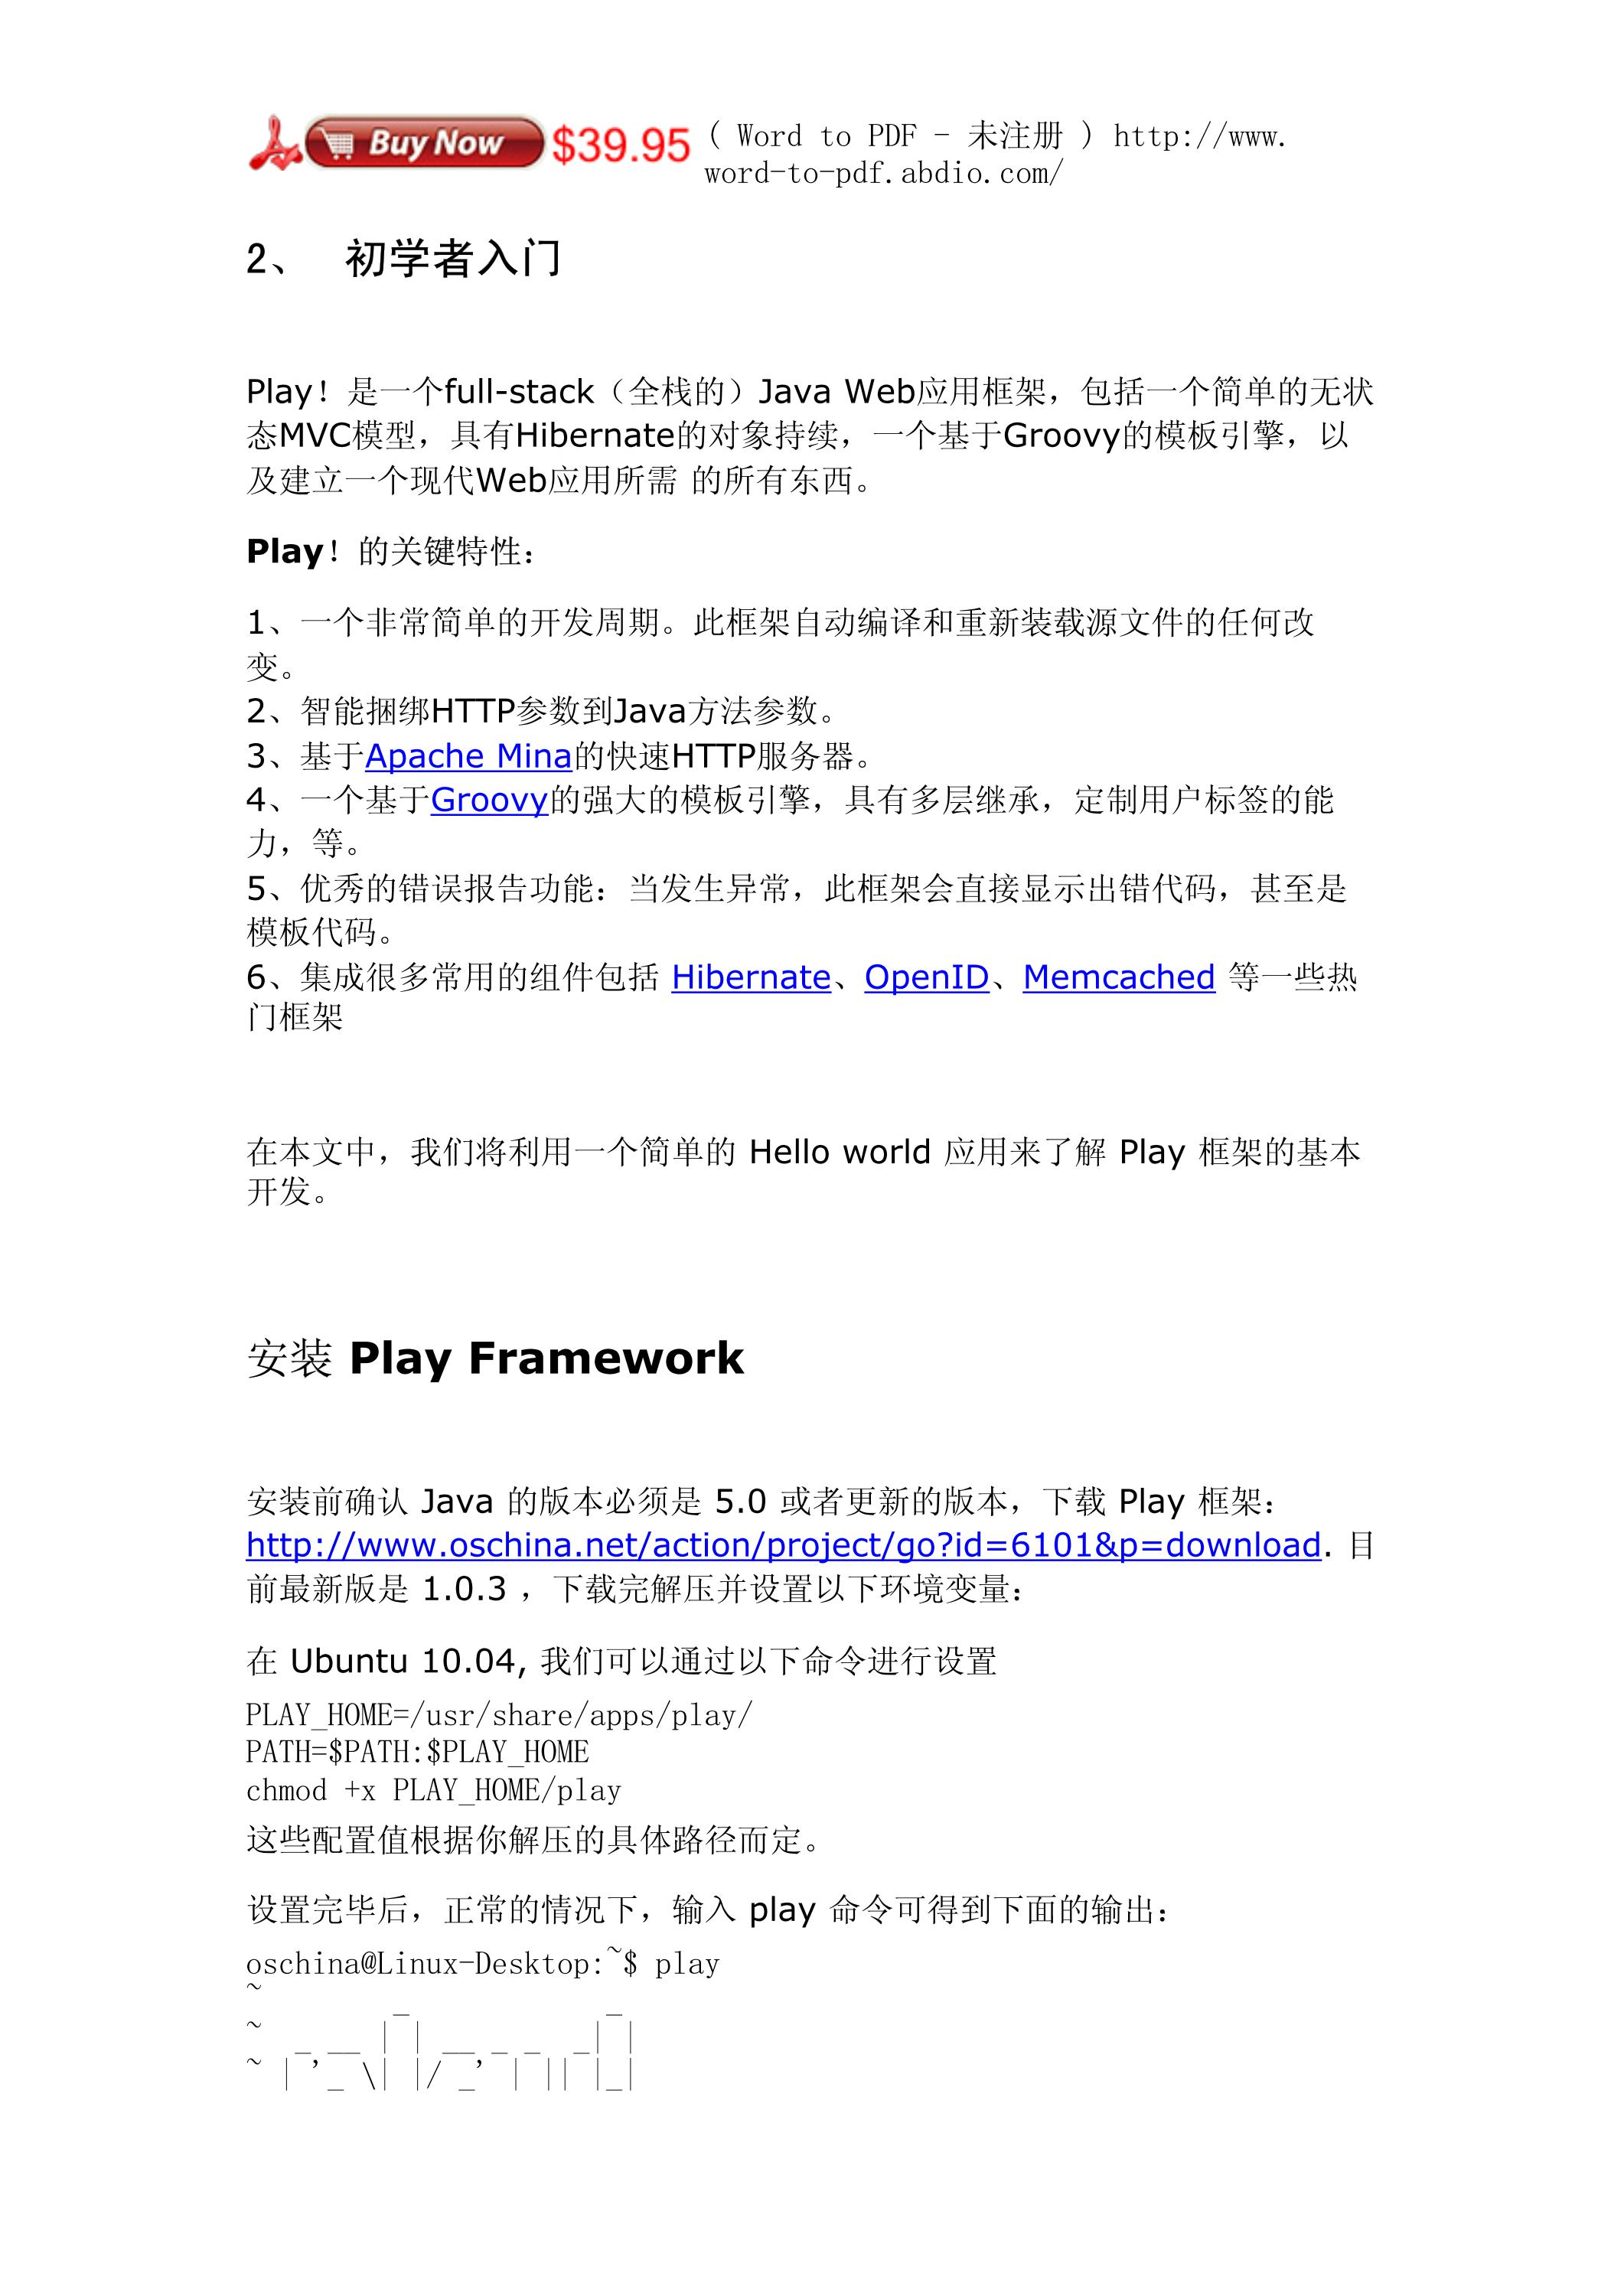 Buy Now $39.95 ( Word to PDF - 未注册 ) http://www.
word-to-pdf.abdio.com/
2、 初学者入门
Play！是一个full-stack（全栈的）Java Web应用框架，包括一个简单的无状
态MVC模型，具有Hibernate的对象持续，一个基于Groovy的模板引擎，以
及建立一个现代Web应用所需 的所有东西。
Play！的关键特性：
1、一个非常简单的开发周期。此框架自动编译和重新装载源文件的任何改
变。
2、智能捆绑HTTP参数到Java方法参数。
3、基于Apache Mina的快速HTTP服务器。
4、一个基于Groovy的强大的模板引擎，具有多层继承，定制用户标签的能
力，等。
5、优秀的错误报告功能：当发生异常，此框架会直接显示出错代码，甚至是
模板代码。
6、集成很多常用的组件包括 Hibernate、OpenID、Memcached 等一些热
门框架
在本文中，我们将利用一个简单的 Hello world 应用来了解 Play 框架的基本
开发。
安装 Play Framework
安装前确认 Java 的版本必须是 5.0 或者更新的版本，下载 Play 框架：
http://www.oschina.net/action/project/go?id=6101&p=download. 目
前最新版是 1.0.3 ，下载完解压并设置以下环境变量：
在 Ubuntu 10.04, 我们可以通过以下命令进行设置
PLAY_HOME=/usr/share/apps/play/
PATH=$PATH:$PLAY_HOME
chmod +x PLAY_HOME/play
这些配置值根据你解压的具体路径而定。
设置完毕后，正常的情况下，输入 play 命令可得到下面的输出：
oschina@Linux-Desktop:~$ play
~
~        _            _
~  _ __ | | __ _ _  _| |
~ | '_ \| |/ _' | || |_|